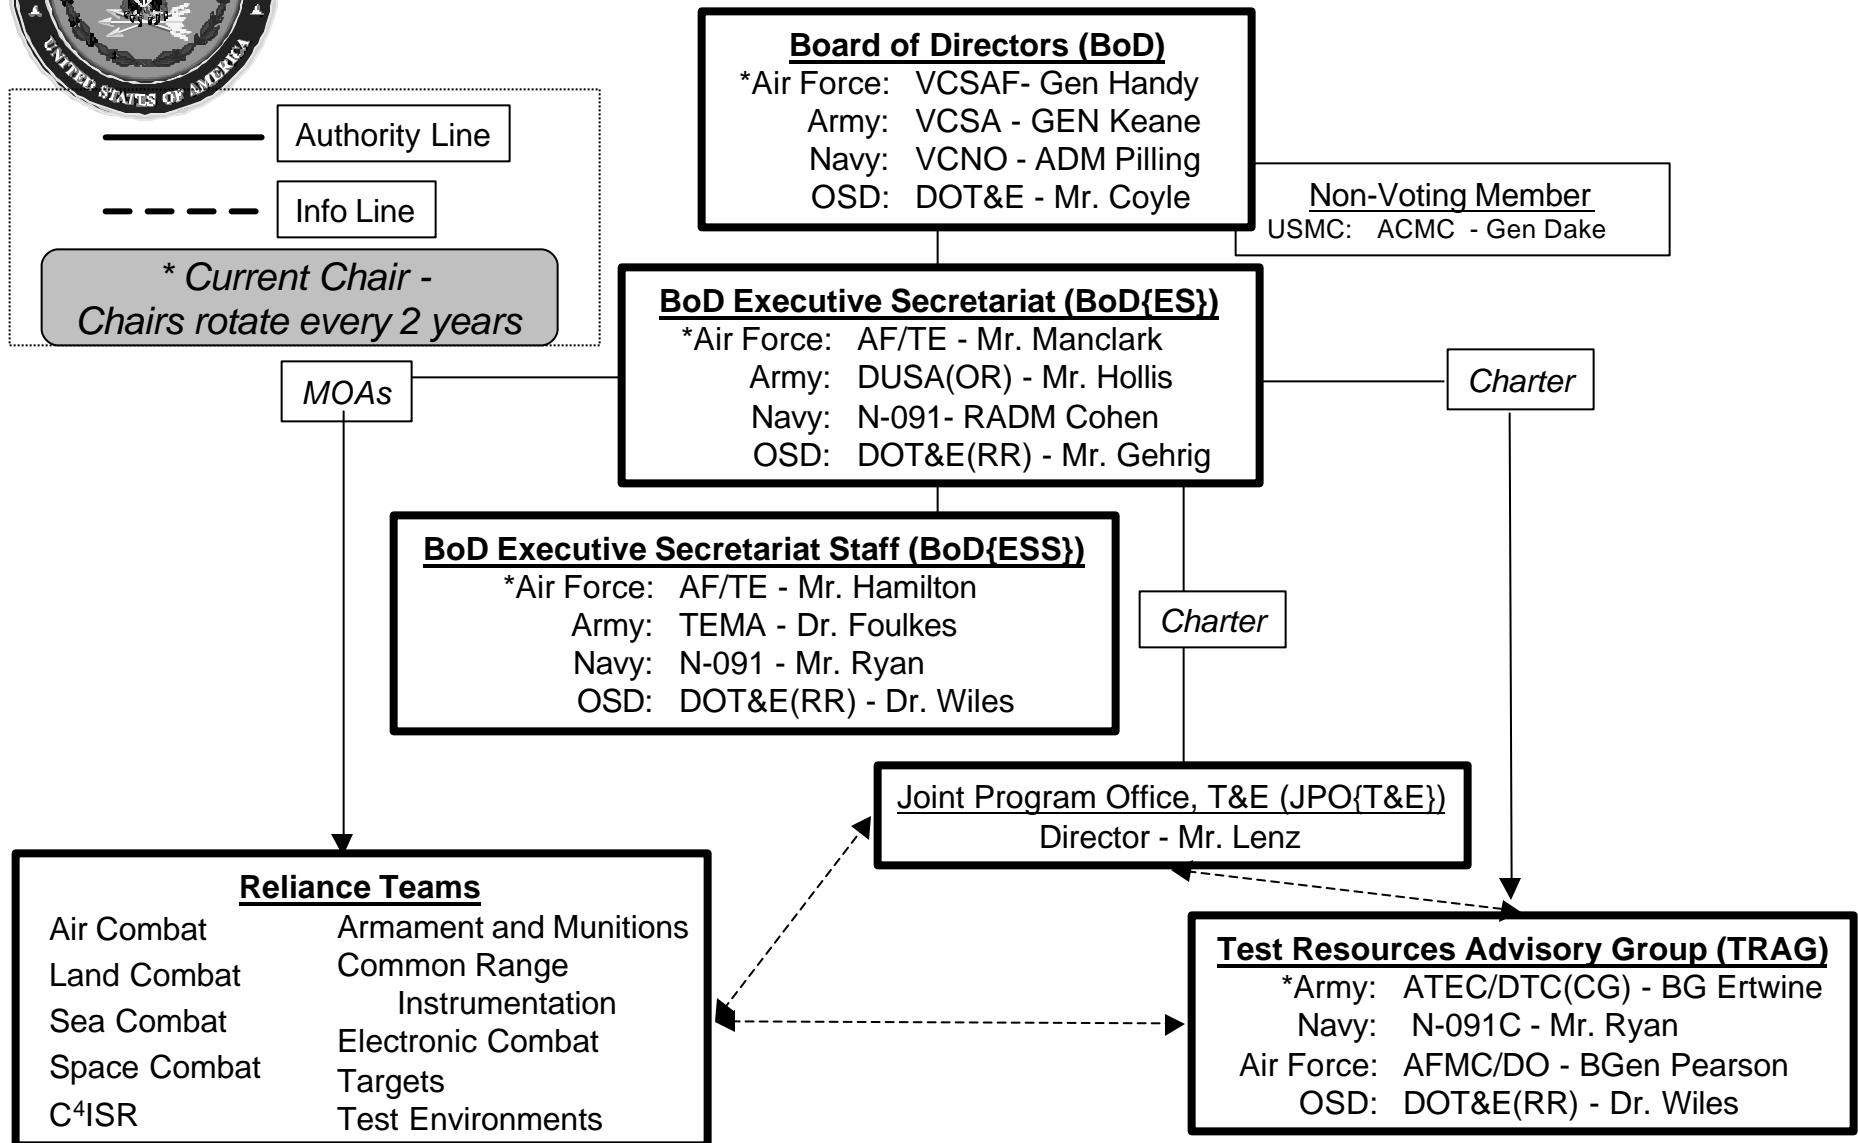 UNITED STATES OF AMERICA
Authority Line
Info Line
* Current Chair -
Chairs rotate every 2 years
Board of Directors (BoD)
*Air Force: VCSAF- Gen Handy
Army: VCSA - GEN Keane
Navy: VCNO - ADM Pilling
OSD: DOT&E - Mr. Coyle
Non-Voting Member
USMC: ACMC - Gen Dake
BoD Executive Secretariat (BoD{ES})
*Air Force: AF/TE - Mr. Manclark
Army: DUSA(OR) - Mr. Hollis
Navy: N-091- RADM Cohen
OSD: DOT&E(RR) - Mr. Gehrig
MOAs
Charter
BoD Executive Secretariat Staff (BoD{ESS})
*Air Force: AF/TE - Mr. Hamilton
Army: TEMA - Dr. Foulkes
Navy: N-091 - Mr. Ryan
OSD: DOT&E(RR) - Dr. Wiles
Charter
Joint Program Office, T&E (JPO{T&E})
Director - Mr. Lenz
Reliance Teams
Air Combat
Land Combat
Sea Combat
Space Combat
C⁴ISR
Armament and Munitions
Common Range
Instrumentation
Electronic Combat
Targets
Test Environments
Test Resources Advisory Group (TRAG)
*Army: ATEC/DTC(CG) - BG Ertwine
Navy: N-091C - Mr. Ryan
Air Force: AFMC/DO - BGen Pearson
OSD: DOT&E(RR) - Dr. Wiles